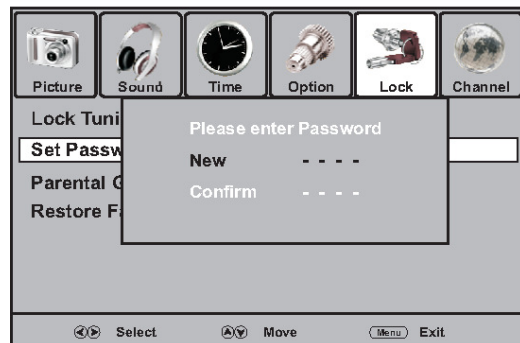 Picture Sound Time Option Lock Channel
Lock Tuni
Please enter Password
Set Passw
New - - - -
Parental G
Confirm - - - -
Restore Fa
Select Move Menu Exit